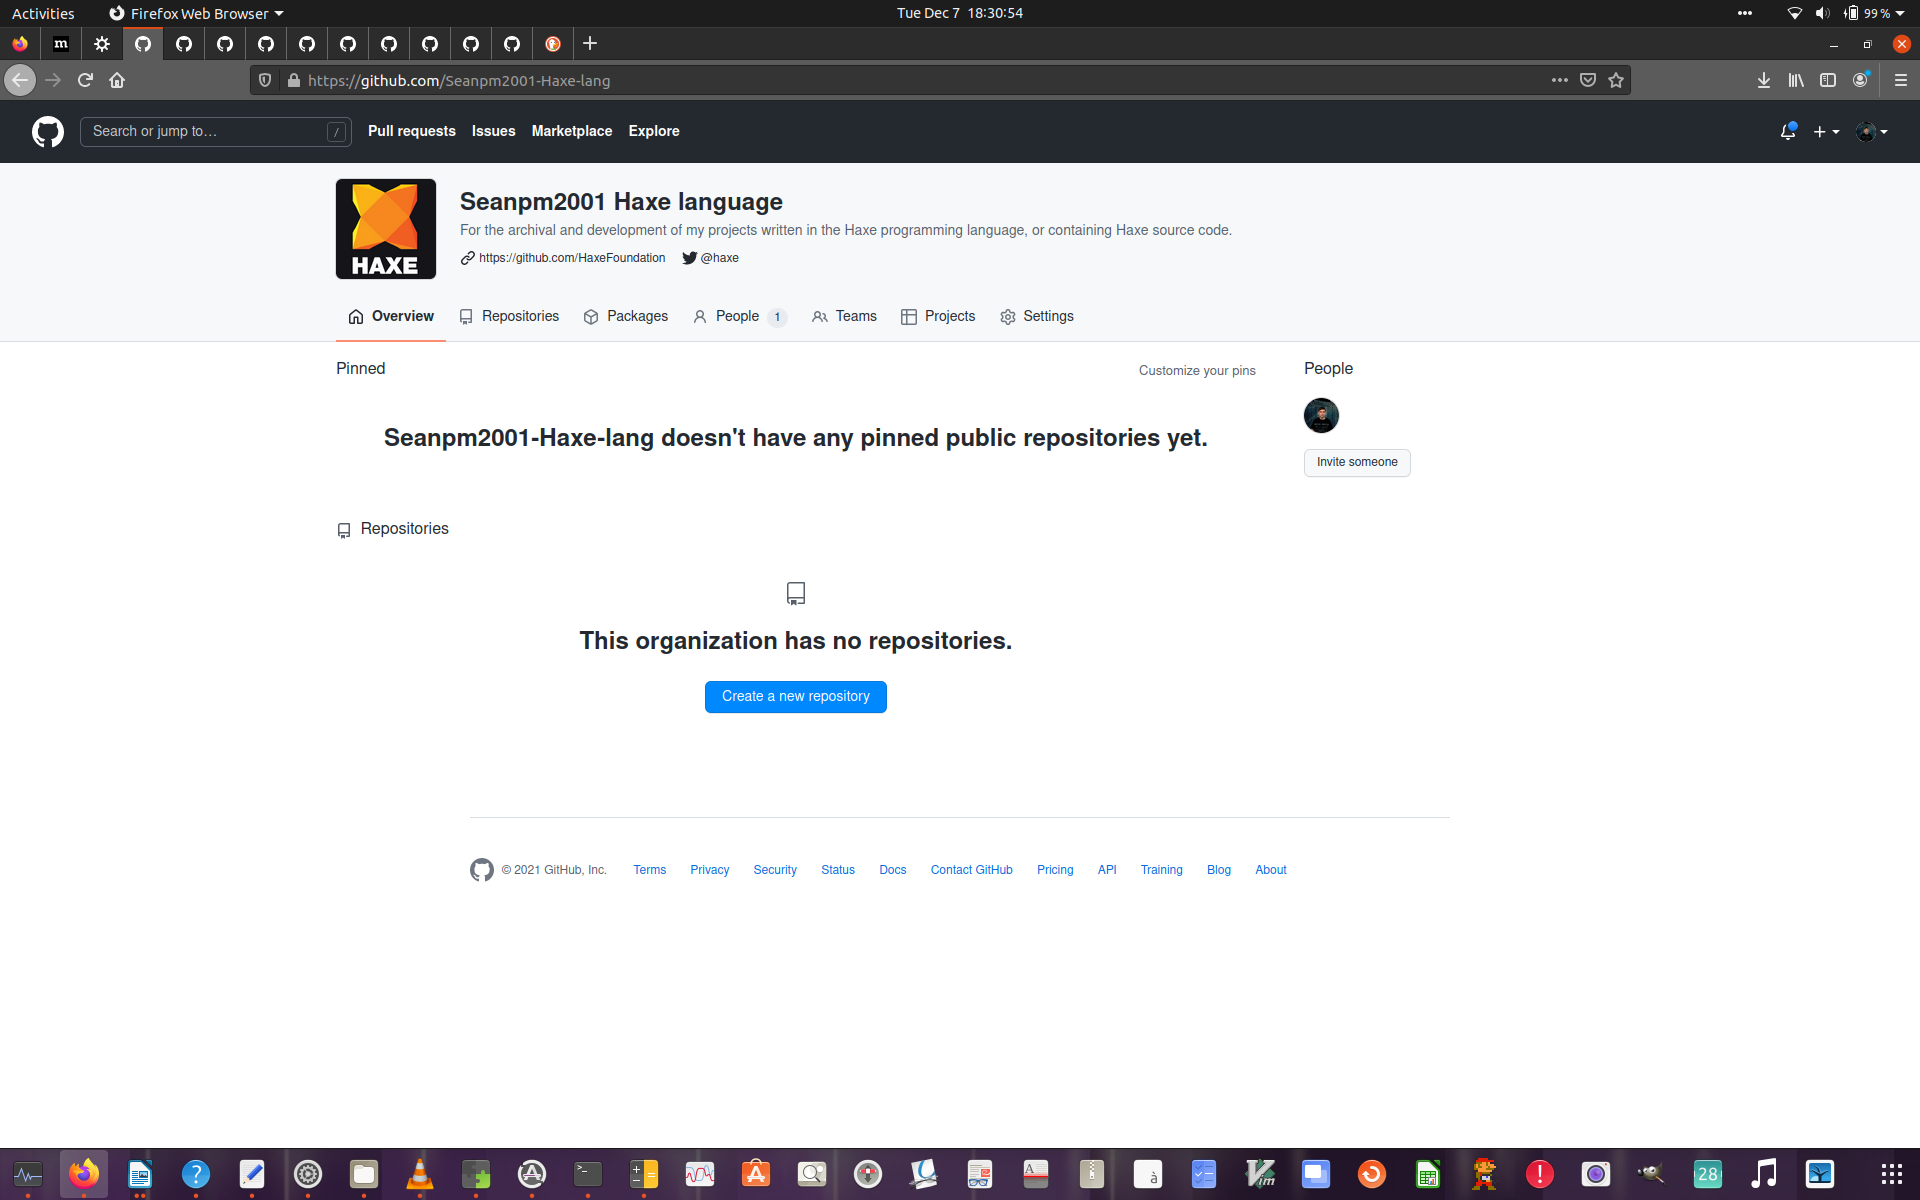 Activities Firefox Web Browser Tue Dec 7 18:30:54 99 %
m
https://github.com/Seanpm2001-Haxe-lang
Search or jump to… / Pull requests Issues Marketplace Explore
HAXE
Seanpm2001 Haxe language
For the archival and development of my projects written in the Haxe programming language, or containing Haxe source code.
https://github.com/HaxeFoundation @haxe
Overview Repositories Packages People 1 Teams Projects Settings
Pinned Customize your pins People
Seanpm2001-Haxe-lang doesn't have any pinned public repositories yet.
Invite someone
Repositories
This organization has no repositories.
Create a new repository
© 2021 GitHub, Inc. Terms Privacy Security Status Docs Contact GitHub Pricing API Training Blog About
28